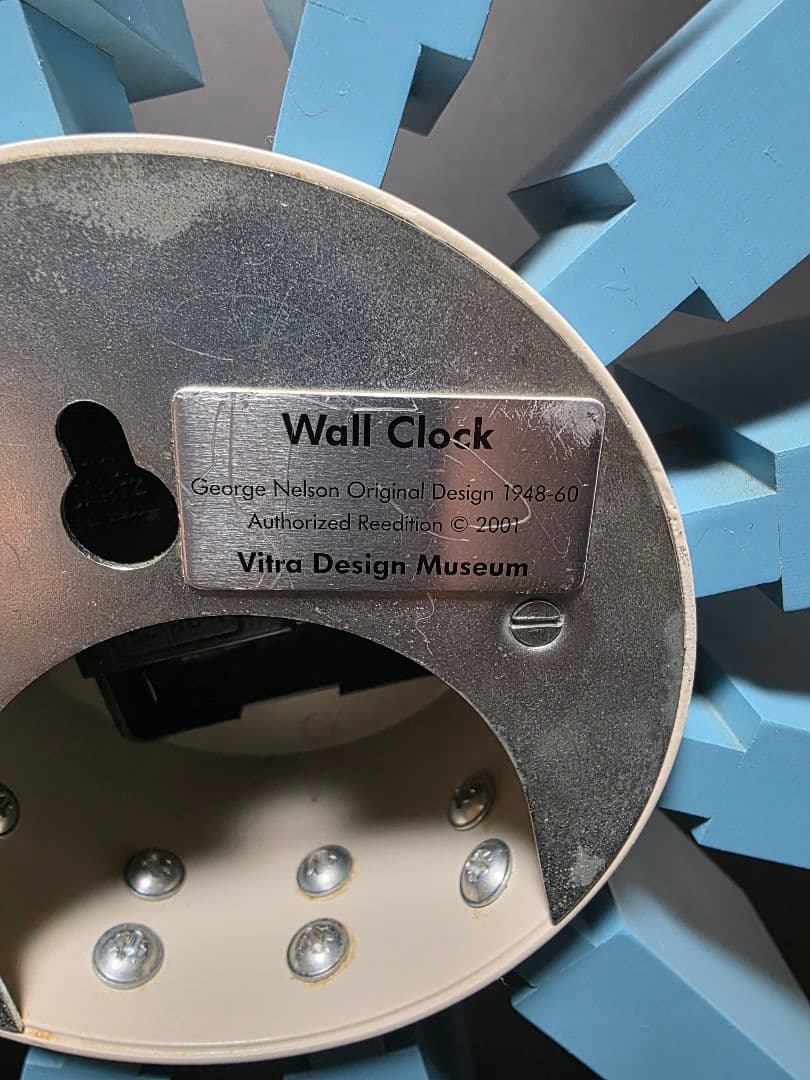 Wall Clock
George Nelson Original Design 1948-60
Authorized Reedition © 2001
Vitra Design Museum